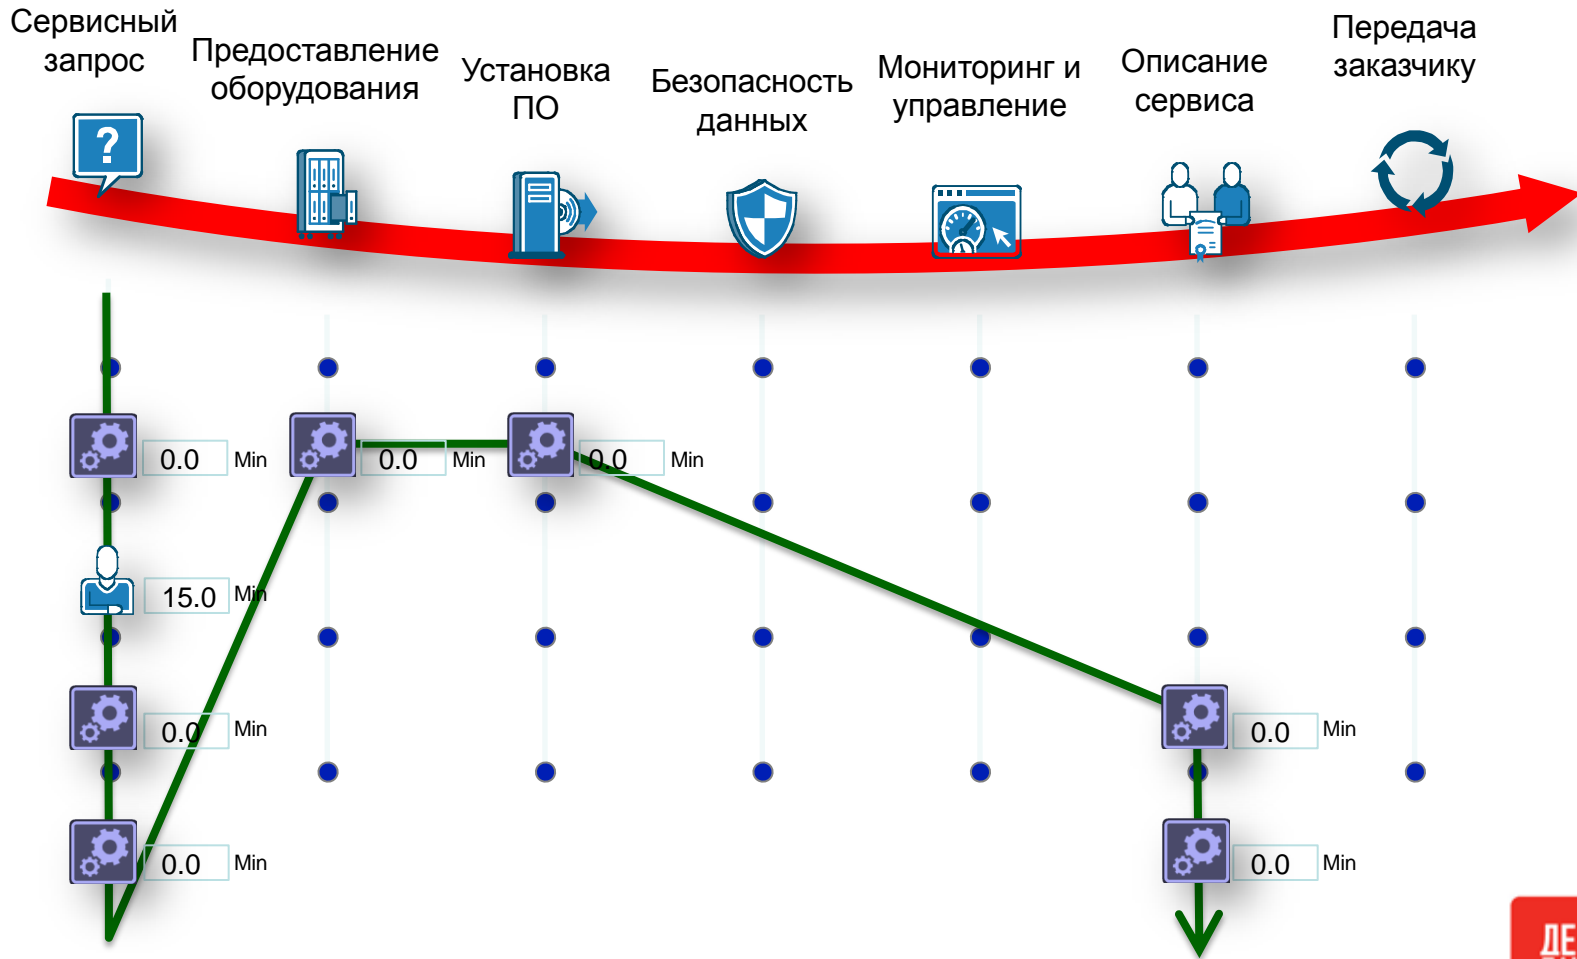 Сервисный
запрос
Предоставление
оборудования
Установка
ПО
Безопасность
данных
Мониторинг и
управление
Описание
сервиса
Передача
заказчику
?
0.0 Min
0.0 Min
0.0 Min
15.0 Min
0.0 Min
0.0 Min
0.0 Min
0.0 Min
ДЕ